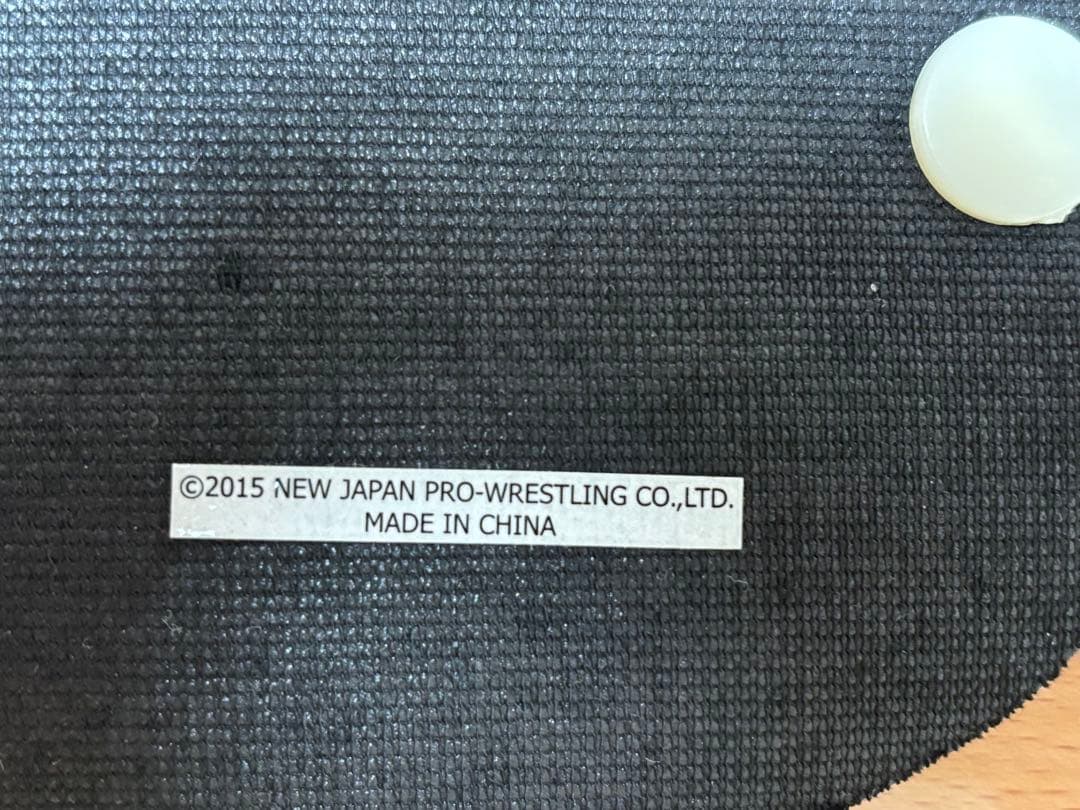 ©2015 NEW JAPAN PRO-WRESTLING CO.,LTD.
MADE IN CHINA